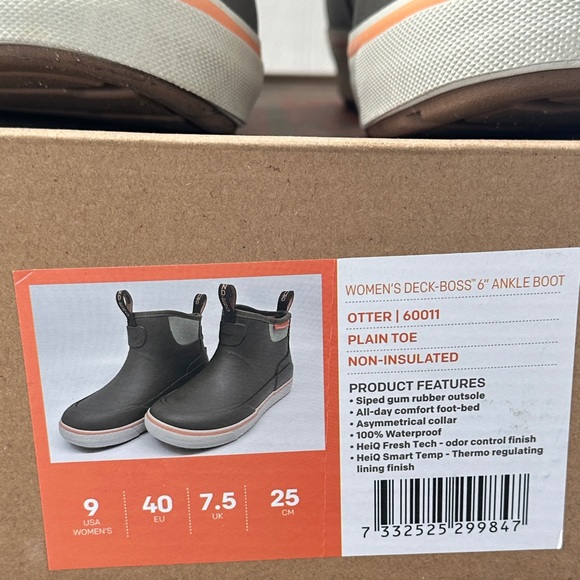 WOMEN'S DECK-BOSS™ 6" ANKLE BOOT
OTTER | 60011
PLAIN TOE
NON-INSULATED
PRODUCT FEATURES
• Siped gum rubber outsole
• All-day comfort foot-bed
• Asymmetrical collar
• 100% Waterproof
• HeiQ Fresh Tech - odor control finish
• HeiQ Smart Temp - Thermo regulating
lining finish
7 332525 299847
9 40 7.5 25
USA EU UK CM
WOMEN'S